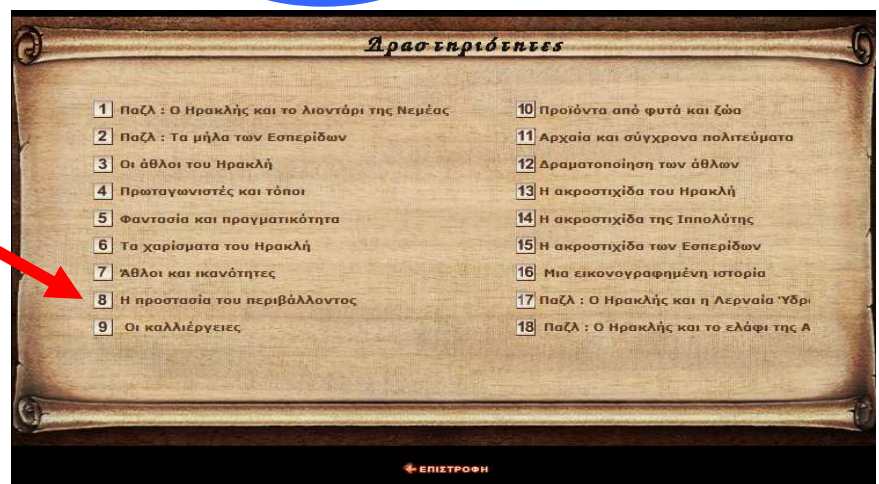 Δραστηριότητες
1 Παζλ : Ο Ηρακλής και το λιοντάρι της Νεμέας
2 Παζλ : Τα μήλα των Εσπερίδων
3 Οι άθλοι του Ηρακλή
4 Πρωταγωνιστές και τόποι
5 Φαντασία και πραγματικότητα
6 Τα χαρίσματα του Ηρακλή
7 Άθλοι και ικανότητες
8 Η προστασία του περιβάλλοντος
9 Οι καλλιέργειες
10 Προϊόντα από φυτά και ζώα
11 Αρχαία και σύγχρονα πολιτεύματα
12 Δραματοποίηση των άθλων
13 Η ακροστιχίδα του Ηρακλή
14 Η ακροστιχίδα της Ιππολύτης
15 Η ακροστιχίδα των Εσπερίδων
16 Μια εικονογραφημένη ιστορία
17 Παζλ : Ο Ηρακλής και η Λερναία Ύδρ
18 Παζλ : Ο Ηρακλής και το ελάφι της Α
ΕΠΙΣΤΡΟΦΗ